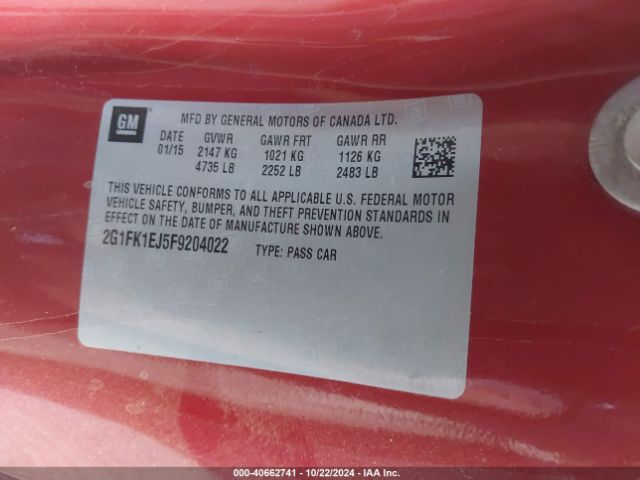 GM
MFD BY GENERAL MOTORS OF CANADA LTD.
DATE GVWR GAWR FRT GAWR RR
01/15 2147 KG 1021 KG 1126 KG
4735 LB 2252 LB 2483 LB
THIS VEHICLE CONFORMS TO ALL APPLICABLE U.S. FEDERAL MOTOR
VEHICLE SAFETY, BUMPER, AND THEFT PREVENTION STANDARDS IN
EFFECT ON THE DATE OF MANUFACTURE SHOWN ABOVE.
2G1FK1EJ5F9204022 TYPE: PASS CAR
000-40662741 - 10/22/2024 - IAA Inc.